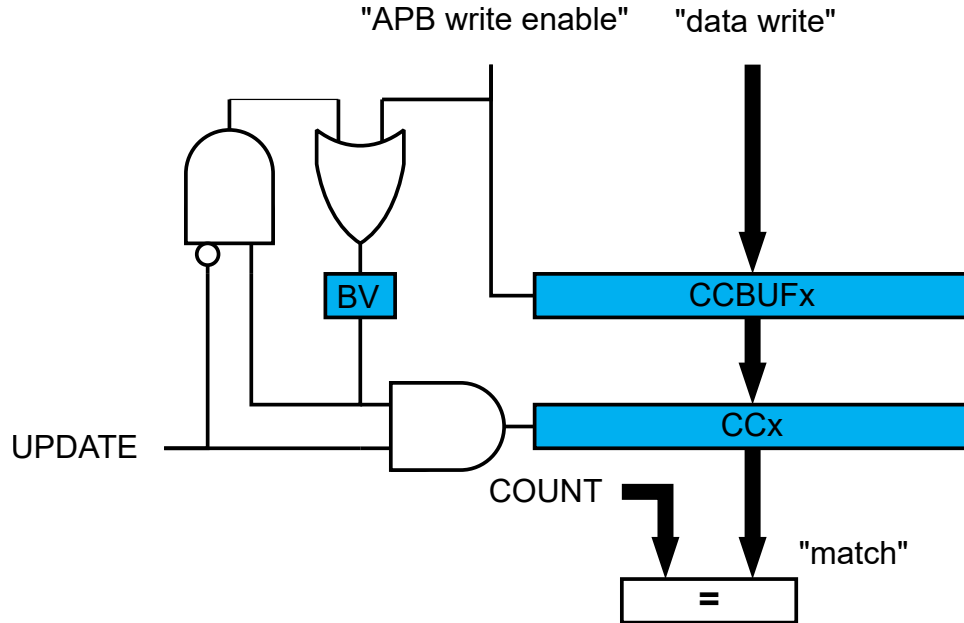 "APB write enable"
"data write"
BV
CCBUFx
CCx
UPDATE
COUNT
"match"
=